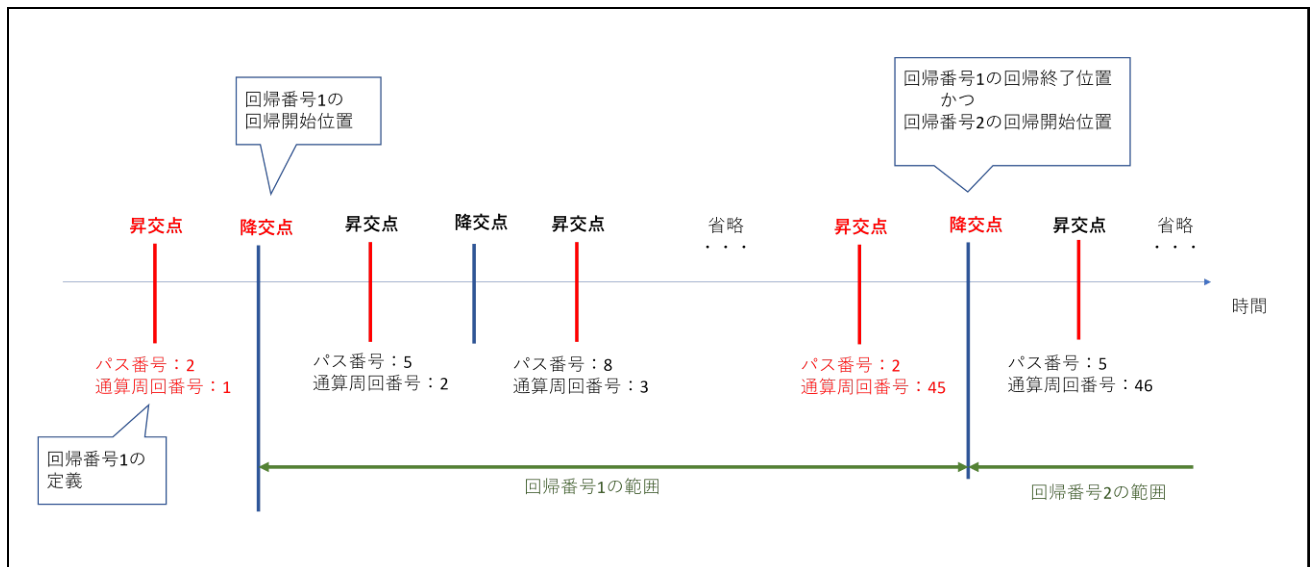 回帰番号1の
回帰開始位置
回帰番号1の回帰終了位置
かつ
回帰番号2の回帰開始位置
昇交点
降交点
昇交点
降交点
昇交点
省略
・・・
昇交点
降交点
昇交点
省略
・・・
時間
パス番号：2
通算周回番号：1
パス番号：5
通算周回番号：2
パス番号：8
通算周回番号：3
パス番号：2
通算周回番号：45
パス番号：5
通算周回番号：46
回帰番号1の
定義
回帰番号1の範囲
回帰番号2の範囲